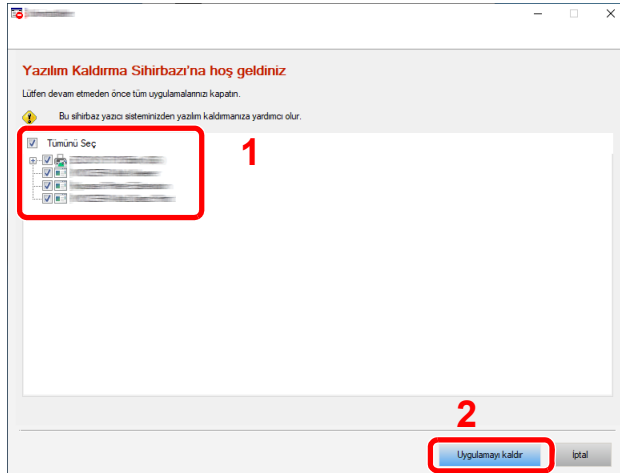 Yazılım Kaldırma Sihirbazı'na hoş geldiniz
Lütfen devam etmeden önce tüm uygulamalarınızı kapatın.
Bu sihirbaz yazıcı sisteminizden yazılım kaldırmanıza yardımcı olur.
Tümünü Seç
1
2
Uygulamayı kaldır
İptal